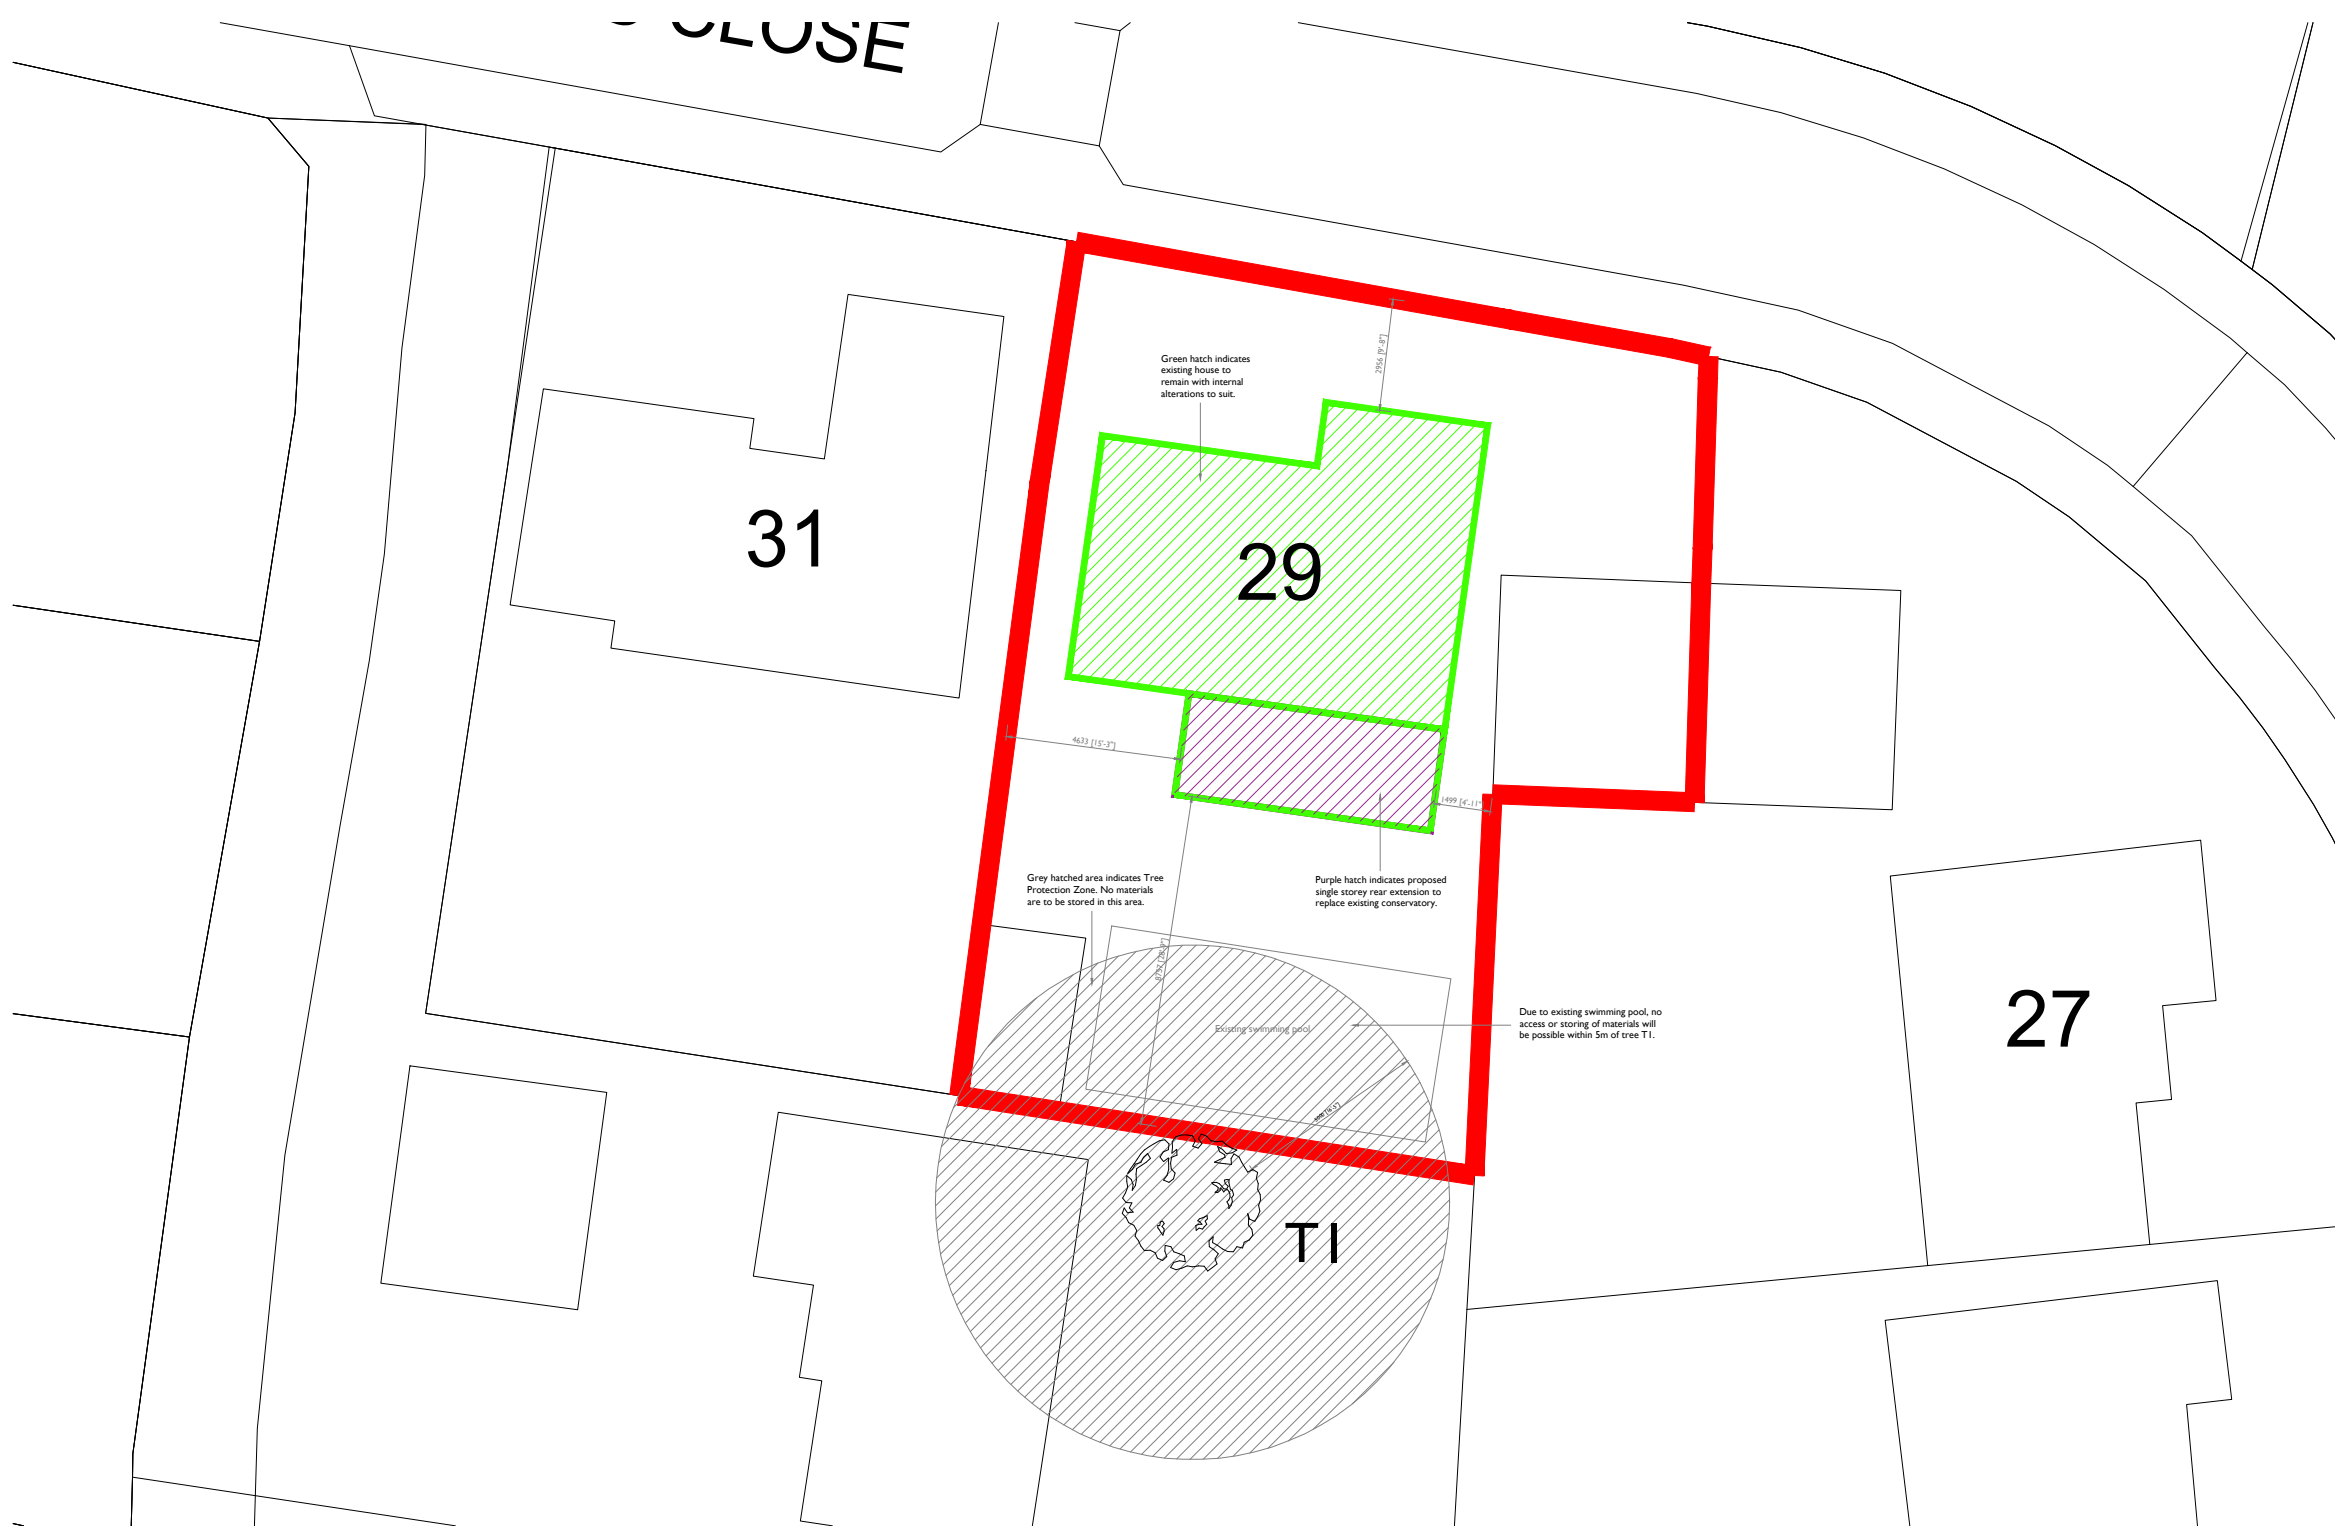 CLOSE
2956 [9'-8"]
Green hatch indicates
existing house to
remain with internal
alterations to suit.
31
29
4633 [15'-3"]
1499 [4'-11"
Grey hatched area indicates Tree
Protection Zone. No materials
are to be stored in this area.
Purple hatch indicates proposed
single storey rear extension to
replace existing conservatory.
Existing swimming pool
Due to existing swimming pool, no
access or storing of materials will
be possible within 5m of tree T1.
27
T1